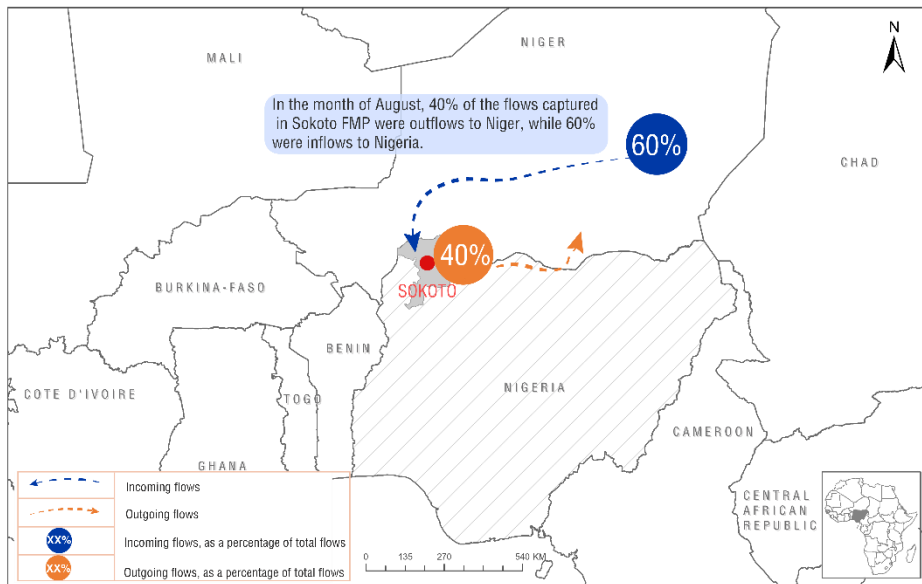 N
NIGER
MALI
In the month of August, 40% of the flows captured
in Sokoto FMP were outflows to Niger, while 60%
were inflows to Nigeria.
60%
CHAD
40%
SOKOTO
BURKINA-FASO
BENIN
NIGERIA
COTE D'IVOIRE
TOGO
CAMEROON
GHANA
Incoming flows
Outgoing flows
XX%
Incoming flows, as a percentage of total flows
XX%
Outgoing flows, as a percentage of total flows
0 135 270 540 KM
CENTRAL
AFRICAN
REPUBLIC